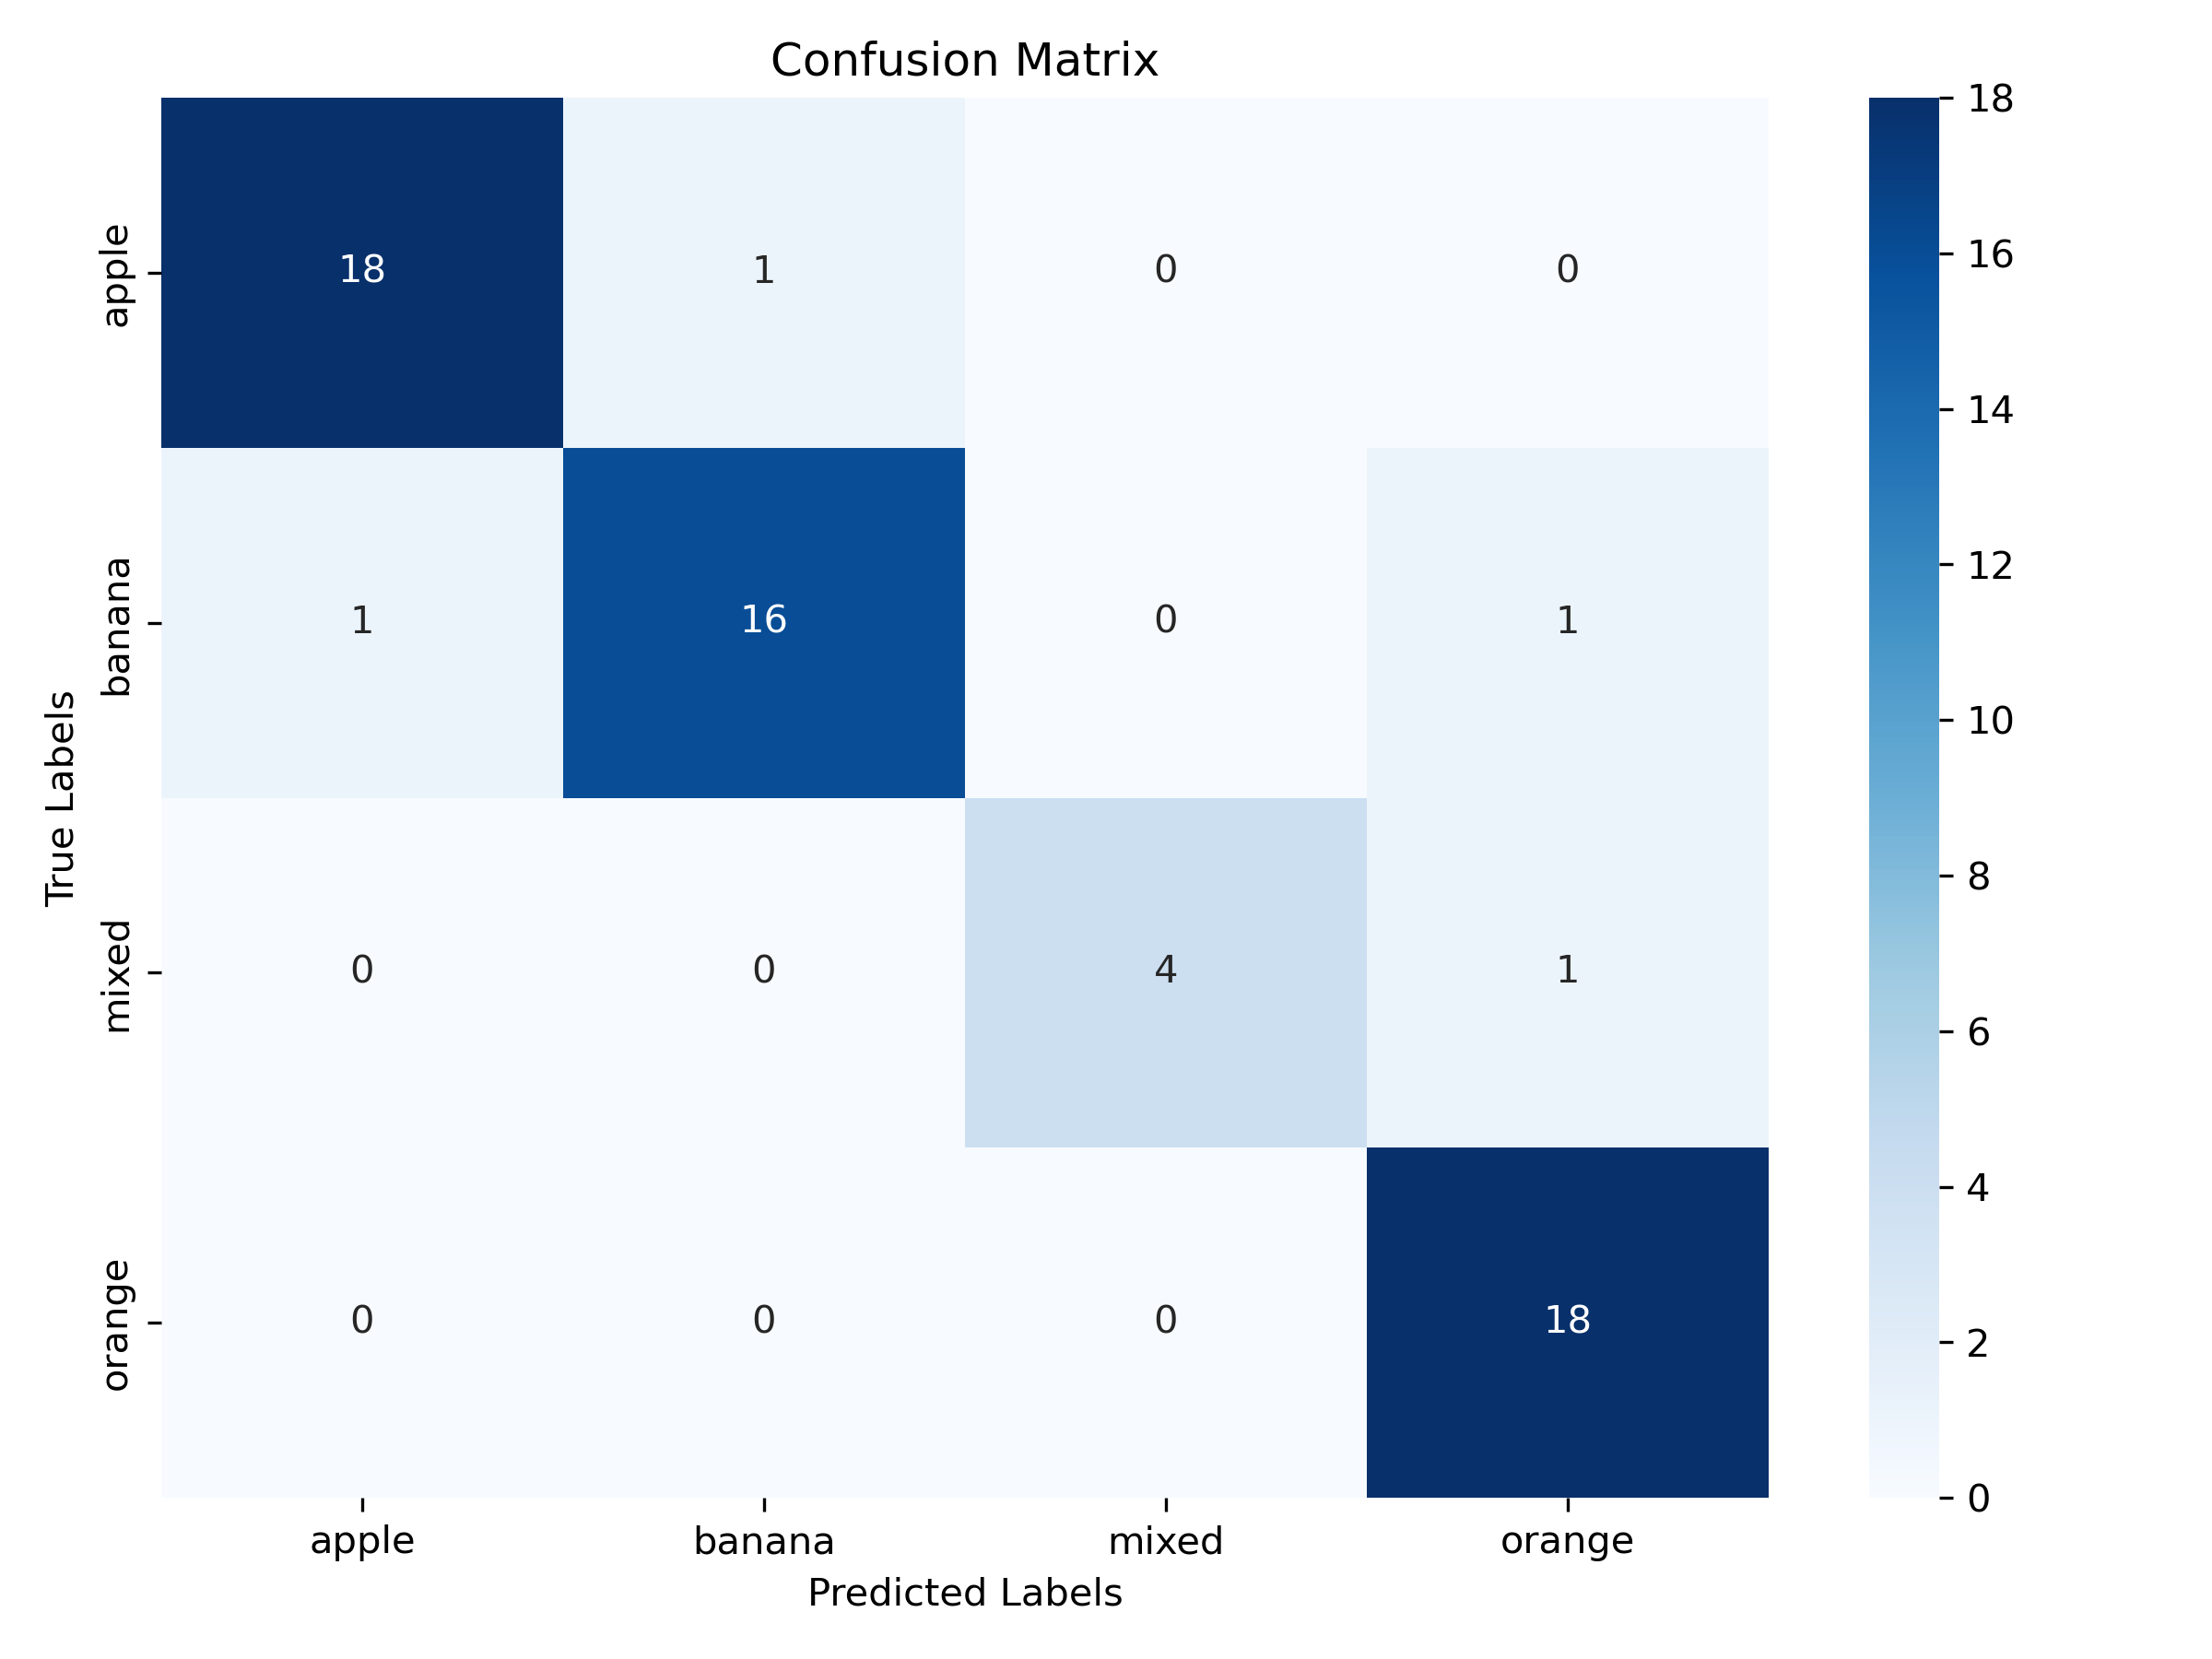 Confusion Matrix
apple 18 1 0 0
banana 1 16 0 1
mixed 0 0 4 1
orange 0 0 0 18
True Labels
apple banana mixed orange
Predicted Labels
18
16
14
12
10
8
6
4
2
0